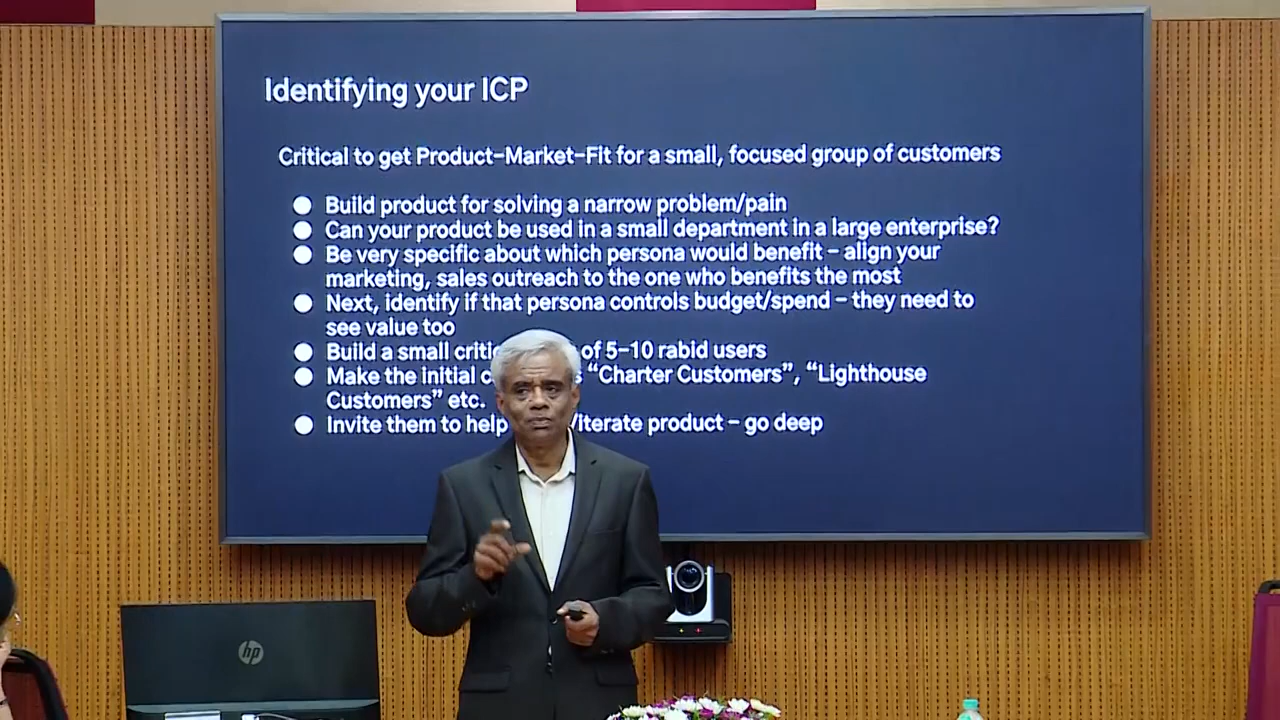 Identifying your ICP
Critical to get Product-Market-Fit for a small, focused group of customers
● Build product for solving a narrow problem/pain
● Can your product be used in a small department in a large enterprise?
● Be very specific about which persona would benefit – align your
marketing, sales outreach to the one who benefits the most
● Next, identify if that persona controls budget/spend – they need to
see value too
● Build a small of 5-10 rabid users
● Make the initial “Charter Customers”, “Lighthouse
Customers” etc.
● Invite them to help /iterate product – go deep
hp